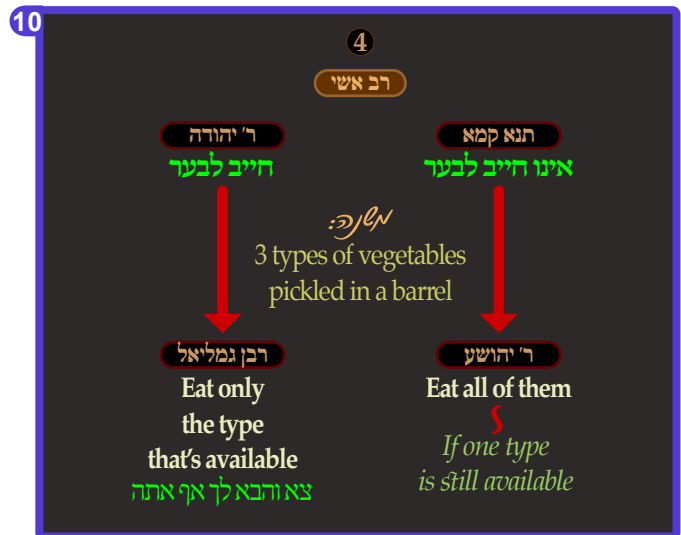 10
4
רב אשי
תנא קמא
אינו חייב לבער
ר' יהודה
חייב לבער
משנה:
3 types of vegetables
pickled in a barrel
ר' יהושע
Eat all of them
If one type
is still available
רבן גמליאל
Eat only
the type
that's available
צא והבא לך אף אתה